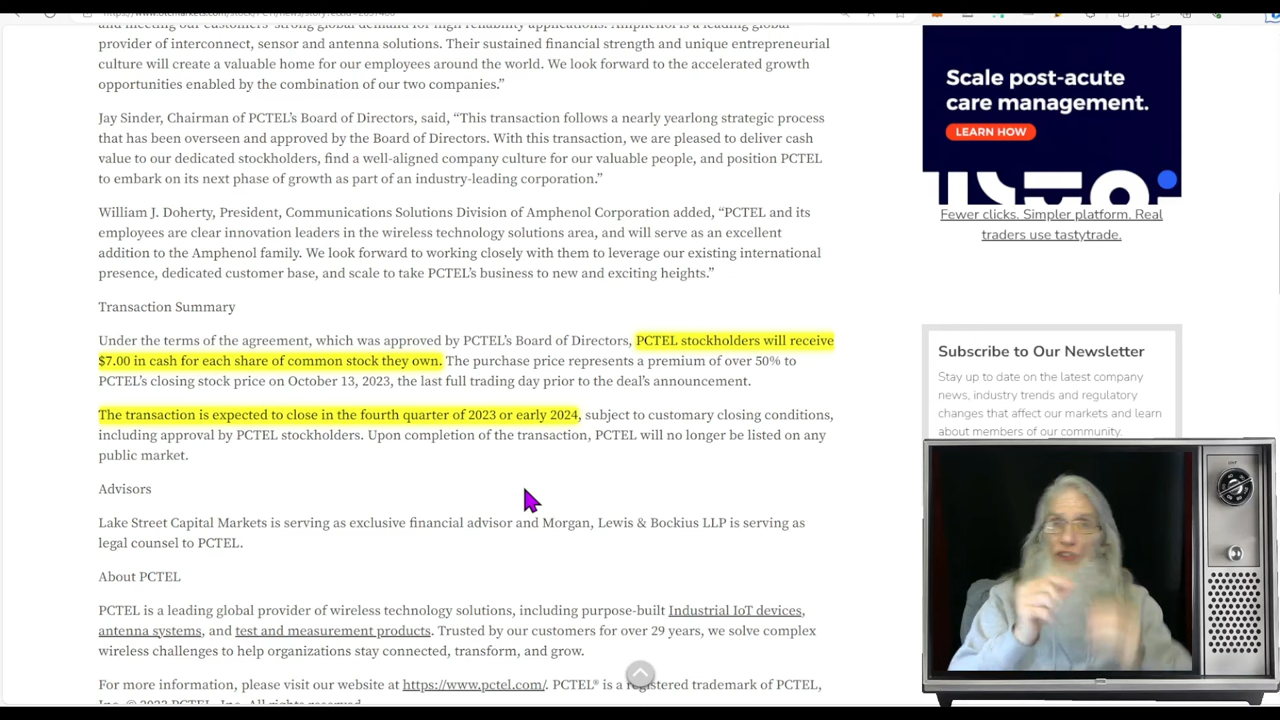 and meeting our customers' strong global demand for high reliability applications. Amphenol is a leading global
provider of interconnect, sensor and antenna solutions. Their sustained financial strength and unique entrepreneurial
culture will create a valuable home for our employees around the world. We look forward to the accelerated growth
opportunities enabled by the combination of our two companies.”
Jay Sinder, Chairman of PCTEL’s Board of Directors, said, “This transaction follows a nearly yearlong strategic process
that has been overseen and approved by the Board of Directors. With this transaction, we are pleased to deliver cash
value to our dedicated stockholders, find a well-aligned company culture for our valuable people, and position PCTEL
to embark on its next phase of growth as part of an industry-leading corporation.”
William J. Doherty, President, Communications Solutions Division of Amphenol Corporation added, “PCTEL and its
employees are clear innovation leaders in the wireless technology solutions area, and will serve as an excellent
addition to the Amphenol family. We look forward to working closely with them to leverage our existing international
presence, dedicated customer base, and scale to take PCTEL’s business to new and exciting heights.”
Transaction Summary
Under the terms of the agreement, which was approved by PCTEL’s Board of Directors, PCTEL stockholders will receive
$7.00 in cash for each share of common stock they own. The purchase price represents a premium of over 50% to
PCTEL’s closing stock price on October 13, 2023, the last full trading day prior to the deal’s announcement.
The transaction is expected to close in the fourth quarter of 2023 or early 2024, subject to customary closing conditions,
including approval by PCTEL stockholders. Upon completion of the transaction, PCTEL will no longer be listed on any
public market.
Advisors
Lake Street Capital Markets is serving as exclusive financial advisor and Morgan, Lewis & Bockius LLP is serving as
legal counsel to PCTEL.
About PCTEL
PCTEL is a leading global provider of wireless technology solutions, including purpose-built Industrial IoT devices,
antenna systems, and test and measurement products. Trusted by our customers for over 29 years, we solve complex
wireless challenges to help organizations stay connected, transform, and grow.
For more information, please visit our website at https://www.pctel.com/. PCTEL® is a registered trademark of PCTEL,
Scale post-acute
care management.
LEARN HOW
Fewer clicks. Simpler platform. Real
traders use tastytrade.
Subscribe to Our Newsletter
Stay up to date on the latest company
news, industry trends and regulatory
changes that affect our markets and learn
about members of our community.